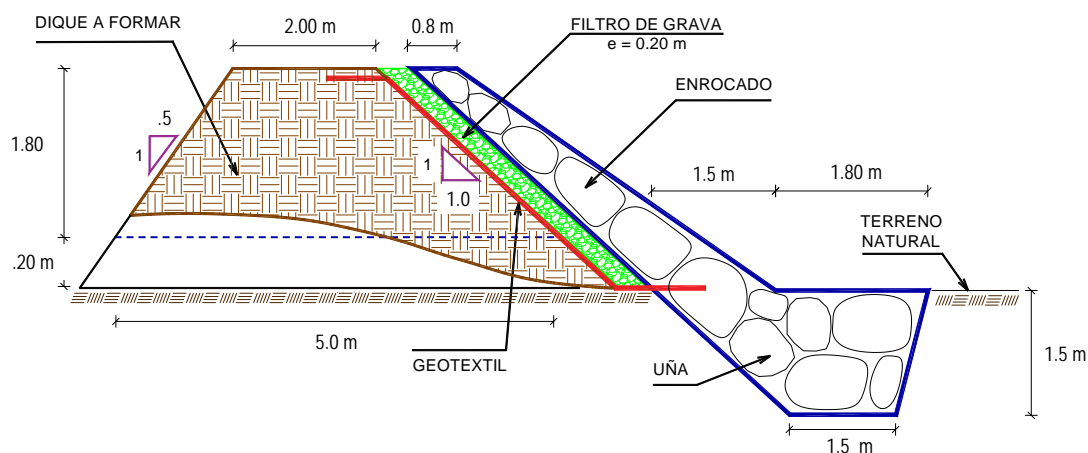 DIQUE A FORMAR
2.00 m
0.8 m
FILTRO DE GRAVA
e = 0.20 m
ENROCADO
1.80
.5
1
1
1.0
1.5 m
1.80 m
TERRENO
NATURAL
.20 m
5.0 m
GEOTEXTIL
UÑA
1.5 m
1.5 m